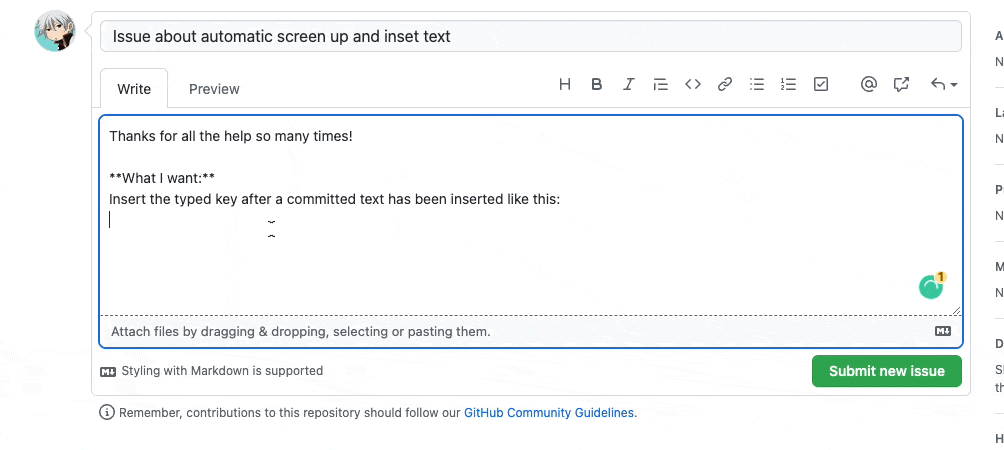 Issue about automatic screen up and inset text
Write Preview
Thanks for all the help so many times!
**What I want:**
Insert the typed key after a committed text has been inserted like this:
1
Attach files by dragging & dropping, selecting or pasting them.
Styling with Markdown is supported
Submit new issue
Remember, contributions to this repository should follow our GitHub Community Guidelines.